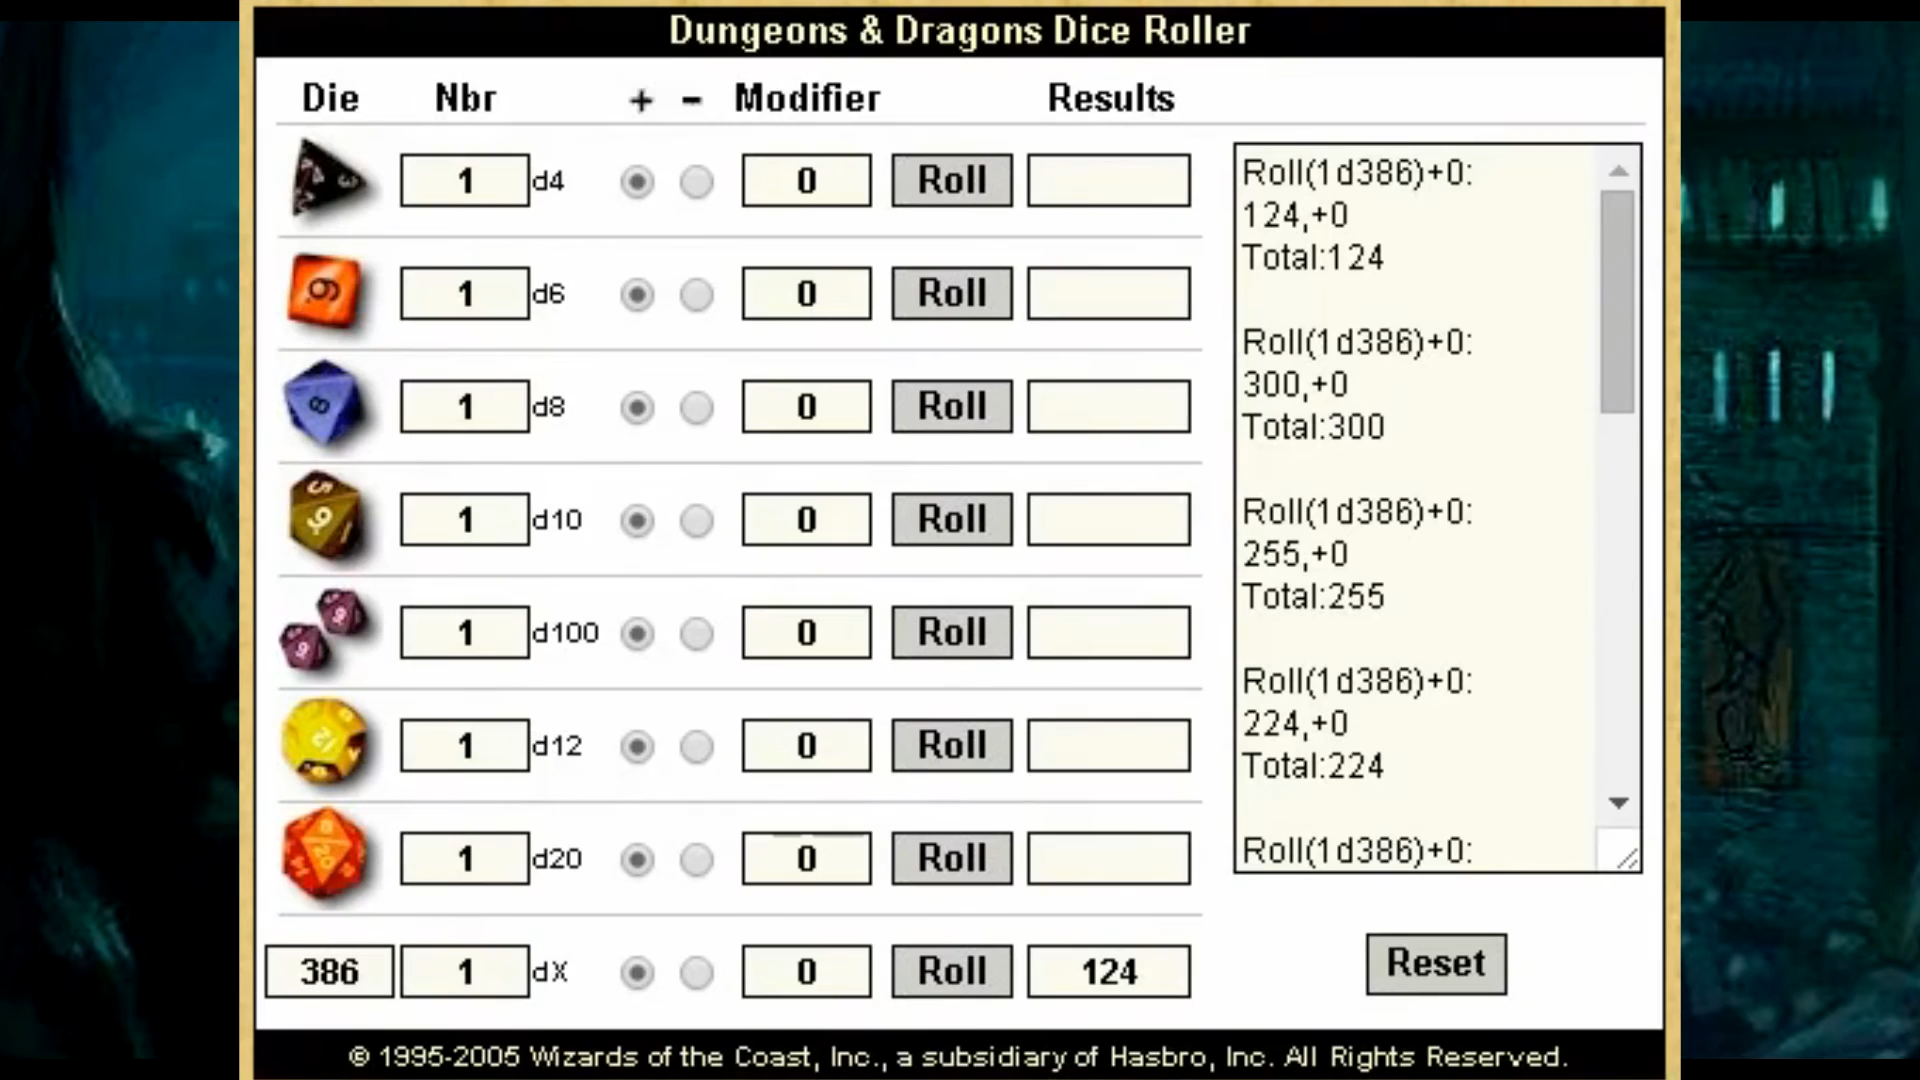 Dungeons & Dragons Dice Roller
Die Nbr + - Modifier Results
1 d4 0 Roll
1 d6 0 Roll
1 d8 0 Roll
1 d10 0 Roll
1 d100 0 Roll
1 d12 0 Roll
1 d20 0 Roll
386 1 dX 0 Roll 124
Roll(1d386)+0:
124,+0
Total:124
Roll(1d386)+0:
300,+0
Total:300
Roll(1d386)+0:
255,+0
Total:255
Roll(1d386)+0:
224,+0
Total:224
Roll(1d386)+0:
Reset
© 1995-2005 Wizards of the Coast, Inc., a subsidiary of Hasbro, Inc. All Rights Reserved.